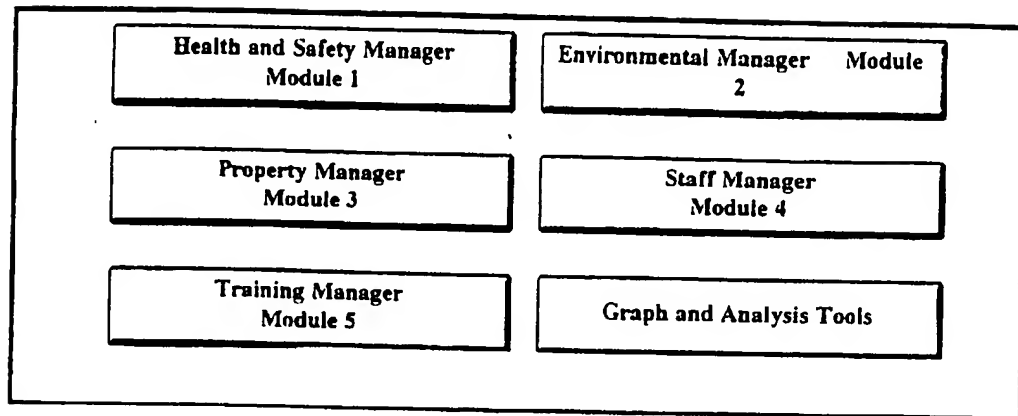 Health and Safety Manager
Module 1
Environmental Manager Module
2
Property Manager
Module 3
Staff Manager
Module 4
Training Manager
Module 5
Graph and Analysis Tools